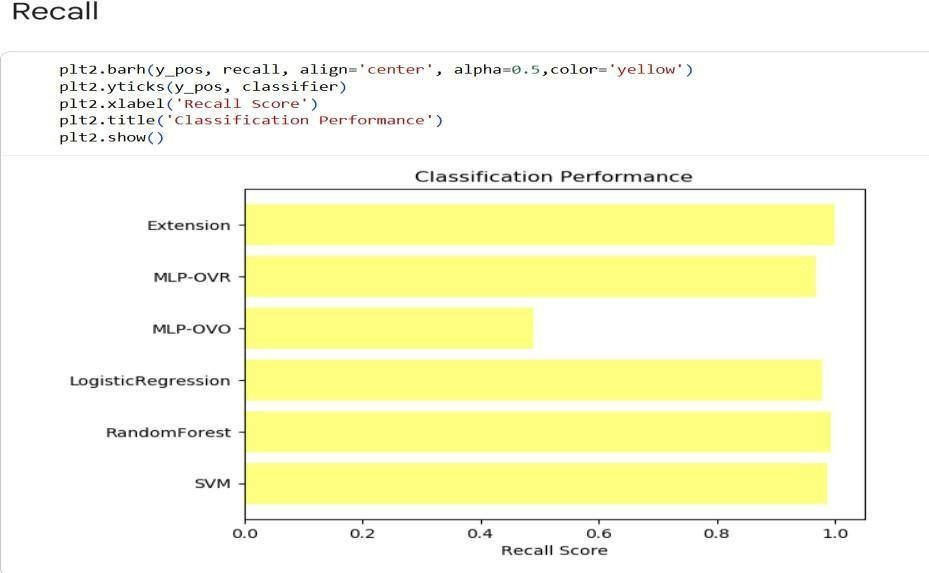 Recall
plt2.barh(y_pos, recall, align='center', alpha=0.5,color='yellow')
plt2.yticks(y_pos, classifier)
plt2.xlabel('Recall Score')
plt2.title('Classification Performance')
plt2.show()
Classification Performance
Extension
MLP-OVR
MLP-OVO
LogisticRegression
RandomForest
SVM
0.0 0.2 0.4 0.6 0.8 1.0
Recall Score